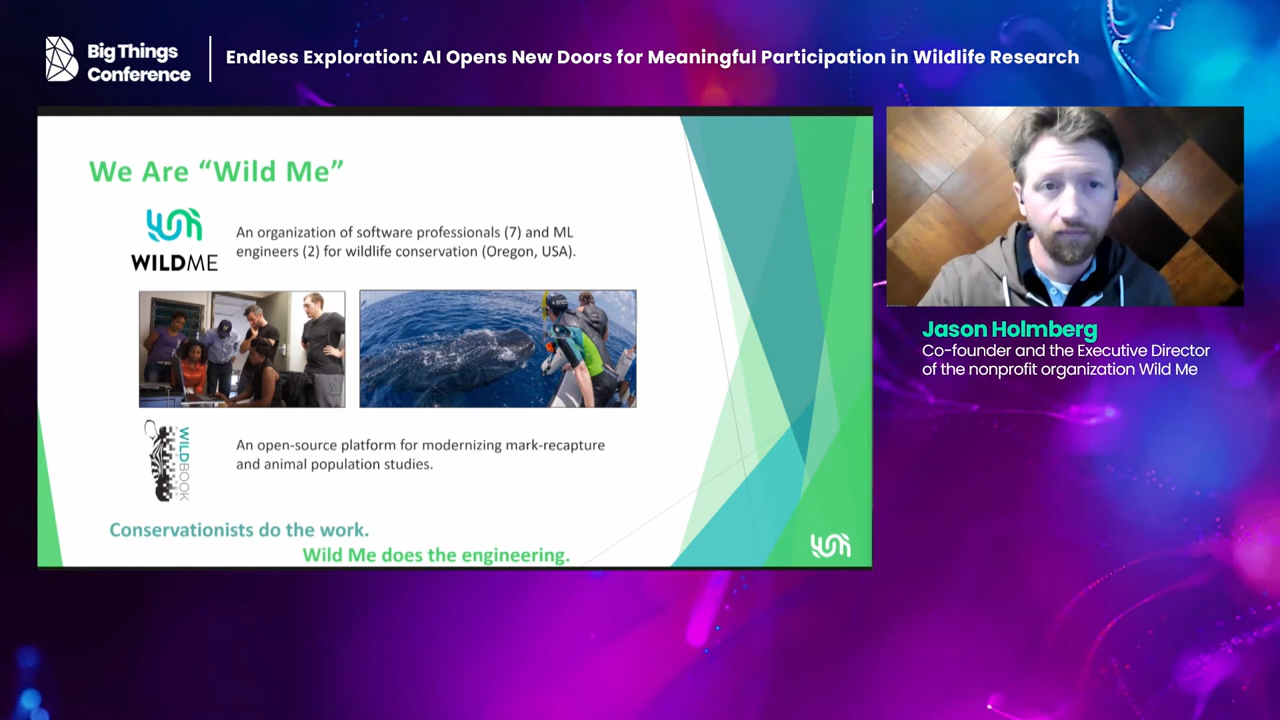 Big Things
Conference
Endless Exploration: AI Opens New Doors for Meaningful Participation in Wildlife Research
We Are “Wild Me”
WILDME
An organization of software professionals (7) and ML
engineers (2) for wildlife conservation (Oregon, USA).
WILDBOOK
An open-source platform for modernizing mark-recapture
and animal population studies.
Conservationists do the work.
Wild Me does the engineering.
Jason Holmberg
Co-founder and the Executive Director
of the nonprofit organization Wild Me